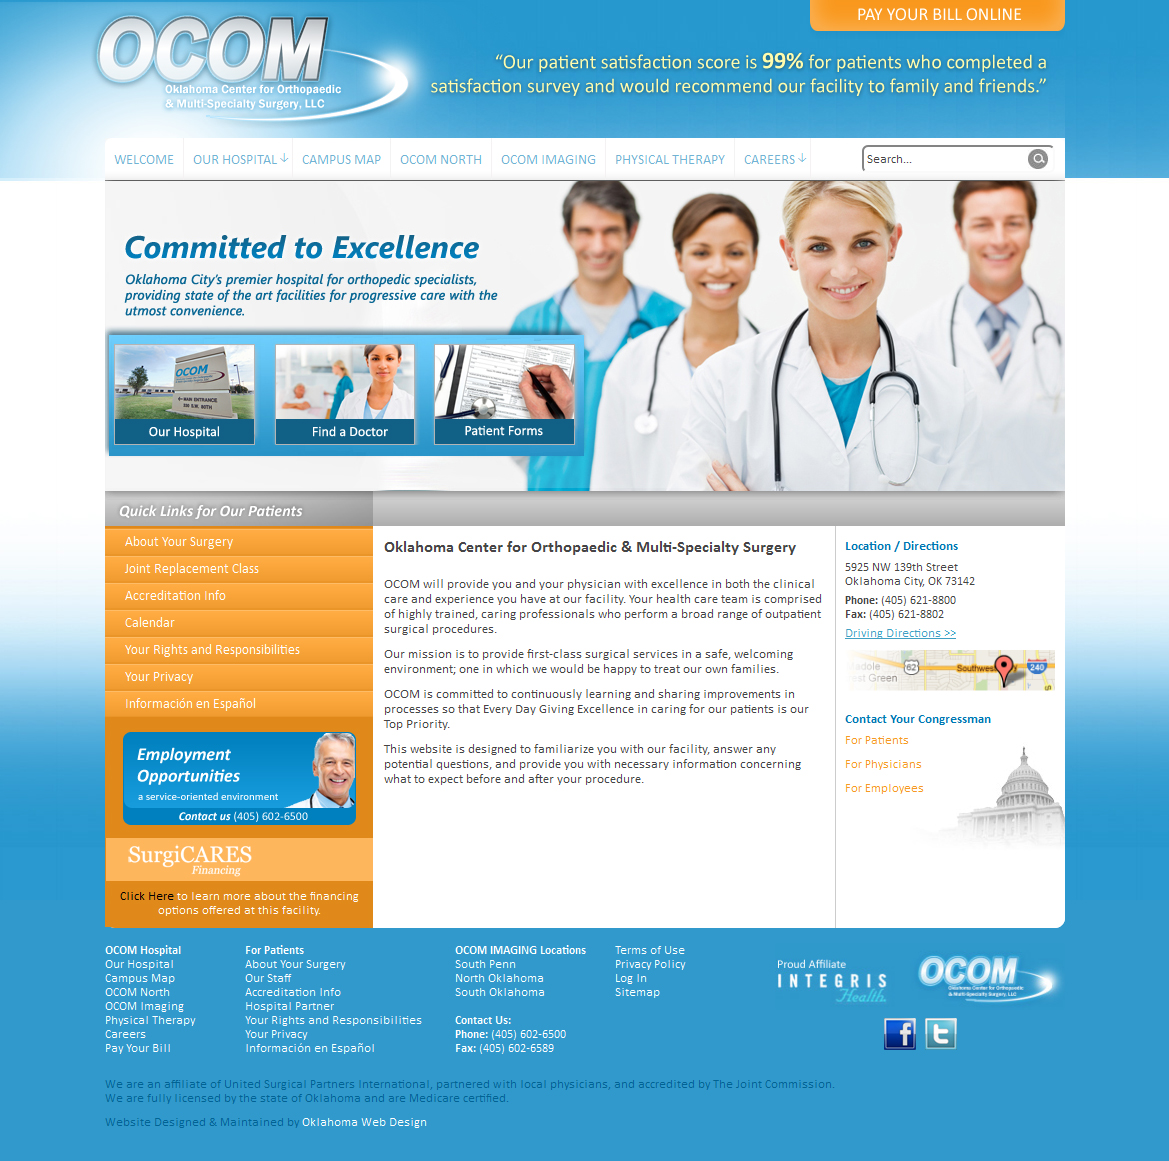 PAY YOUR BILL ONLINE
OCOM
Oklahoma Center for Orthopaedic
& Multi-Specialty Surgery, LLC
“Our patient satisfaction score is 99% for patients who completed a
satisfaction survey and would recommend our facility to family and friends.”
WELCOME OUR HOSPITAL CAMPUS MAP OCOM NORTH OCOM IMAGING PHYSICAL THERAPY CAREERS Search...
Committed to Excellence
Oklahoma City's premier hospital for orthopedic specialists,
providing state of the art facilities for progressive care with the
utmost convenience.
OCOM
MAIN ENTRANCE
Our Hospital Find a Doctor Patient Forms
Quick Links for Our Patients
About Your Surgery
Joint Replacement Class
Accreditation Info
Calendar
Your Rights and Responsibilities
Your Privacy
Información en Español
Employment
Opportunities
a service-oriented environment
Contact us (405) 602-6500
SurgiCARES
Financing
Click Here to learn more about the financing
options offered at this facility.
Oklahoma Center for Orthopaedic & Multi-Specialty Surgery
OCOM will provide you and your physician with excellence in both the clinical
care and experience you have at our facility. Your health care team is comprised
of highly trained, caring professionals who perform a broad range of outpatient
surgical procedures.
Our mission is to provide first-class surgical services in a safe, welcoming
environment; one in which we would be happy to treat our own families.
OCOM is committed to continuously learning and sharing improvements in
processes so that Every Day Giving Excellence in caring for our patients is our
Top Priority.
This website is designed to familiarize you with our facility, answer any
potential questions, and provide you with necessary information concerning
what to expect before and after your procedure.
Location / Directions
5925 NW 139th Street
Oklahoma City, OK 73142
Phone: (405) 621-8800
Fax: (405) 621-8802
Driving Directions >>
62 Southwest 240
est Green
Contact Your Congressman
For Patients
For Physicians
For Employees
OCOM Hospital
Our Hospital
Campus Map
OCOM North
OCOM Imaging
Physical Therapy
Careers
Pay Your Bill
For Patients
About Your Surgery
Our Staff
Accreditation Info
Hospital Partner
Your Rights and Responsibilities
Your Privacy
Información en Español
OCOM IMAGING Locations
South Penn
North Oklahoma
South Oklahoma
Contact Us:
Phone: (405) 602-6500
Fax: (405) 602-6589
Terms of Use
Privacy Policy
Log In
Sitemap
Proud Affiliate
INTEGRIS
Health
OCOM
Oklahoma Center for Orthopaedic
& Multi-Specialty Surgery, LLC
f t
We are an affiliate of United Surgical Partners International, partnered with local physicians, and accredited by The Joint Commission.
We are fully licensed by the state of Oklahoma and are Medicare certified.
Website Designed & Maintained by Oklahoma Web Design